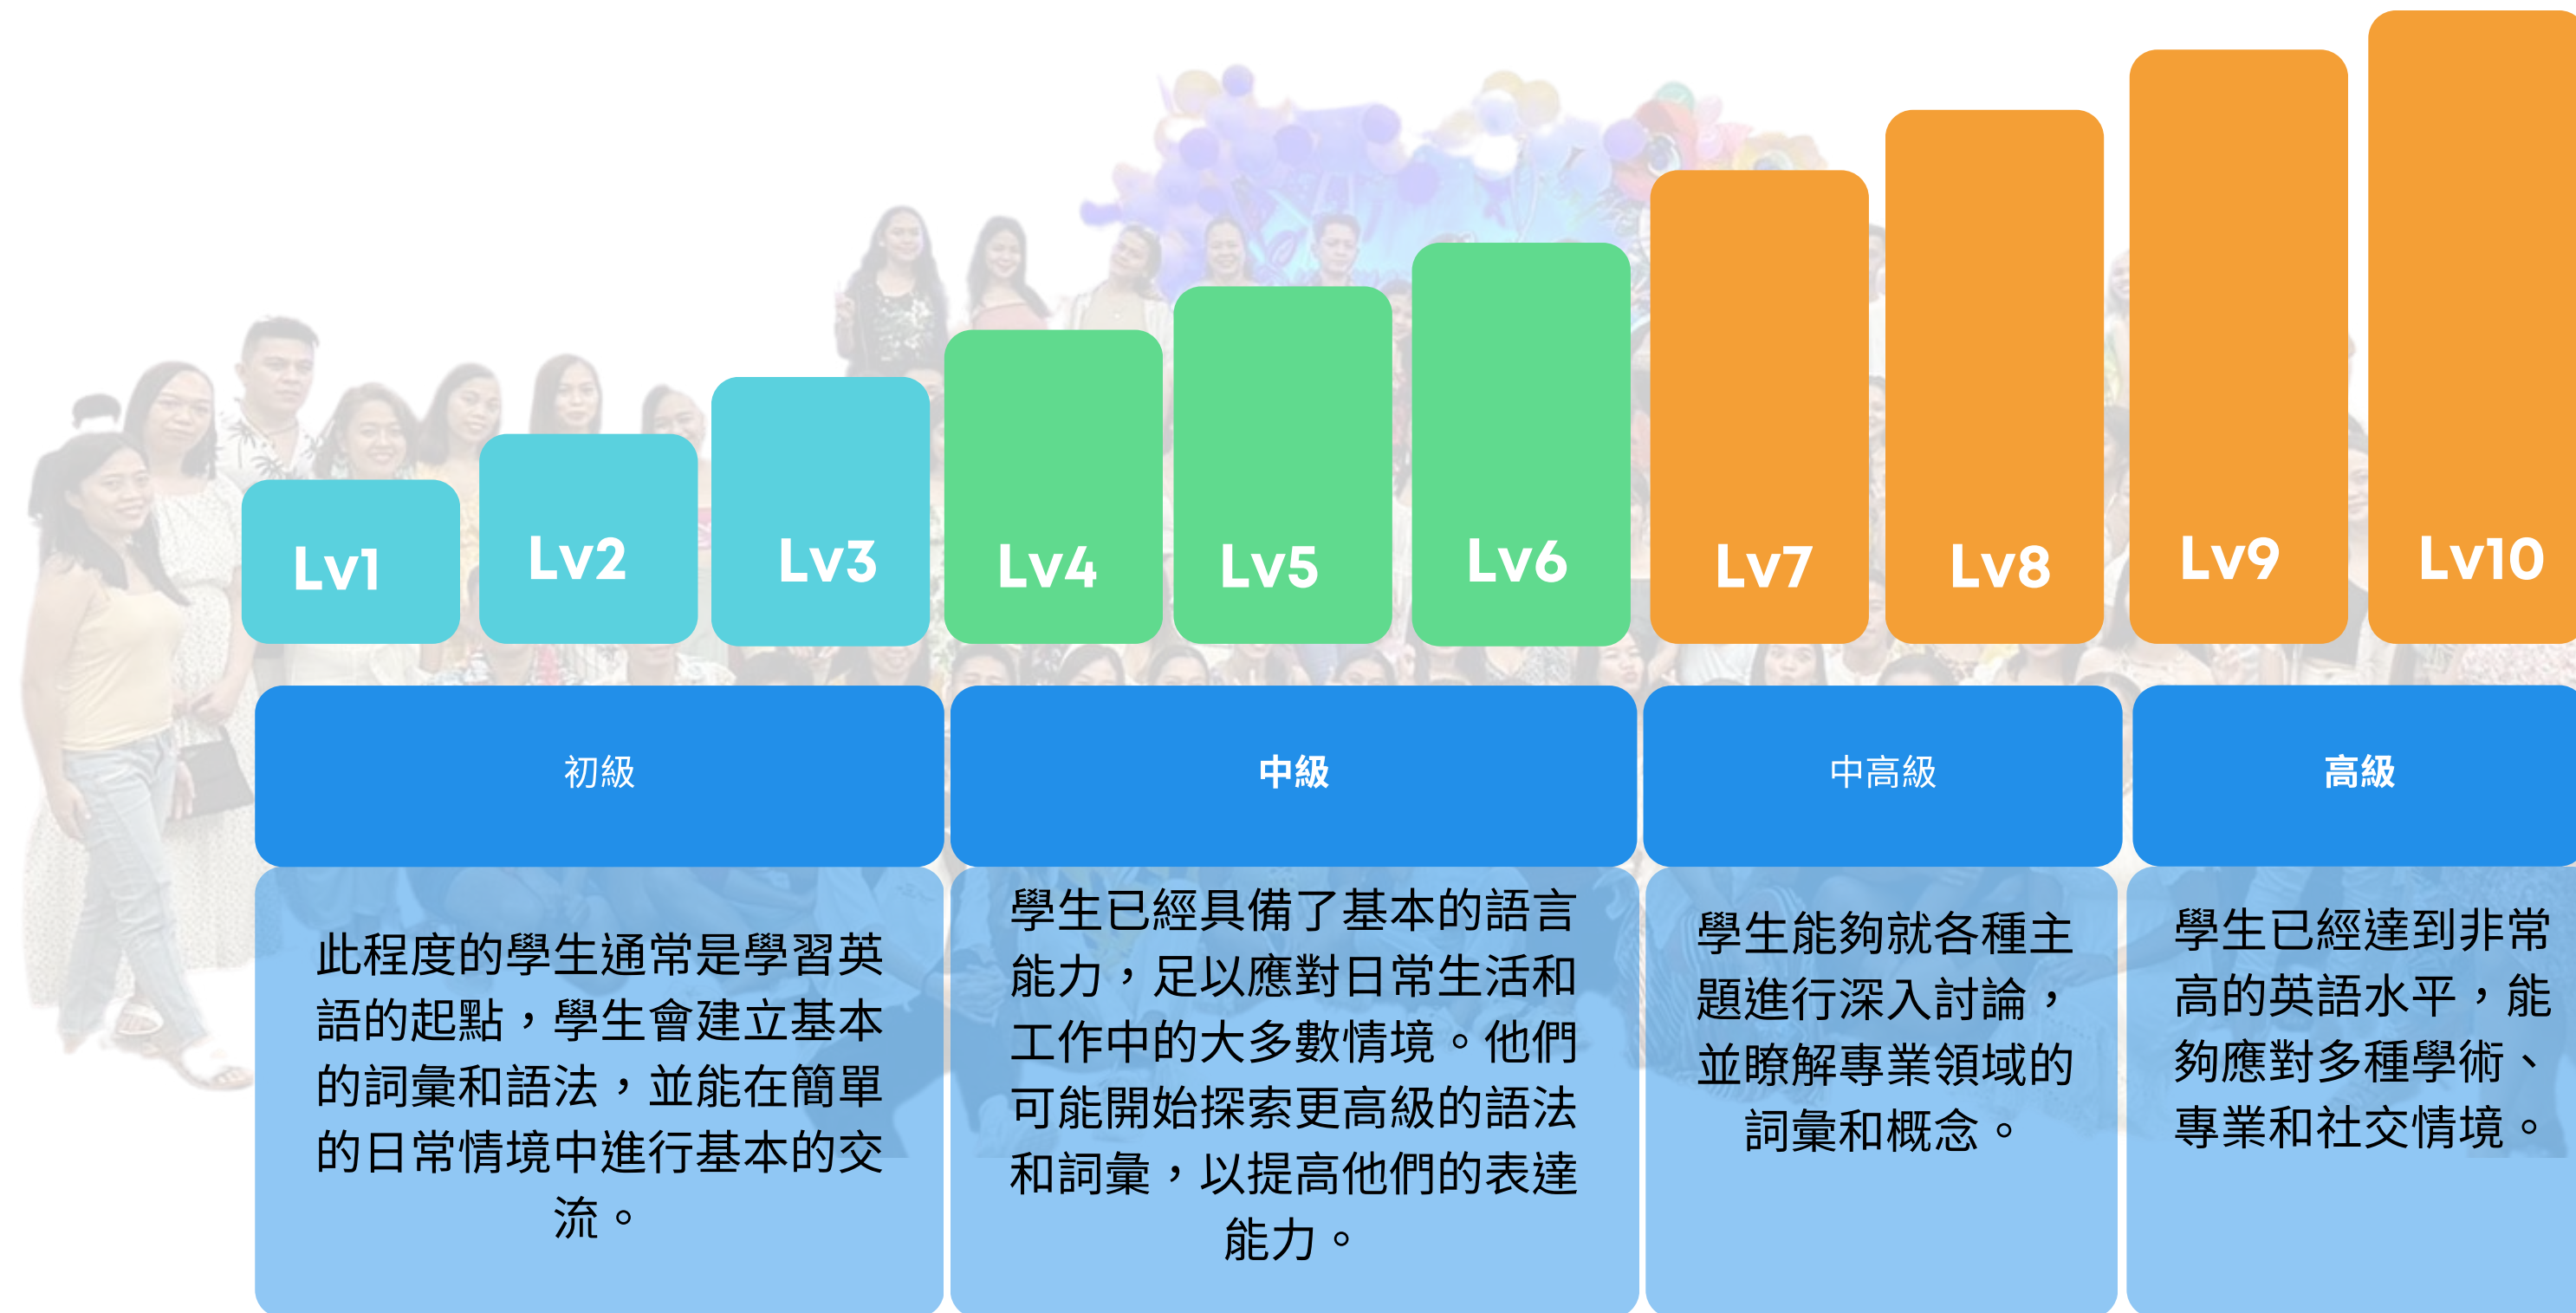 Lv1
Lv2
Lv3
Lv4
Lv5
Lv6
Lv7
Lv8
Lv9
Lv10
初級
中級
中高級
高級
此程度的學生通常是學習英
語的起點，學生會建立基本
的詞彙和語法，並能在簡單
的日常情境中進行基本的交
流。
學生已經具備了基本的語言
能力，足以應對日常生活和
工作中的大多數情境。他們
可能開始探索更高級的語法
和詞彙，以提高他們的表達
能力。
學生能夠就各種主
題進行深入討論，
並瞭解專業領域的
詞彙和概念。
學生已經達到非常
高的英語水平，能
夠應對多種學術、
專業和社交情境。